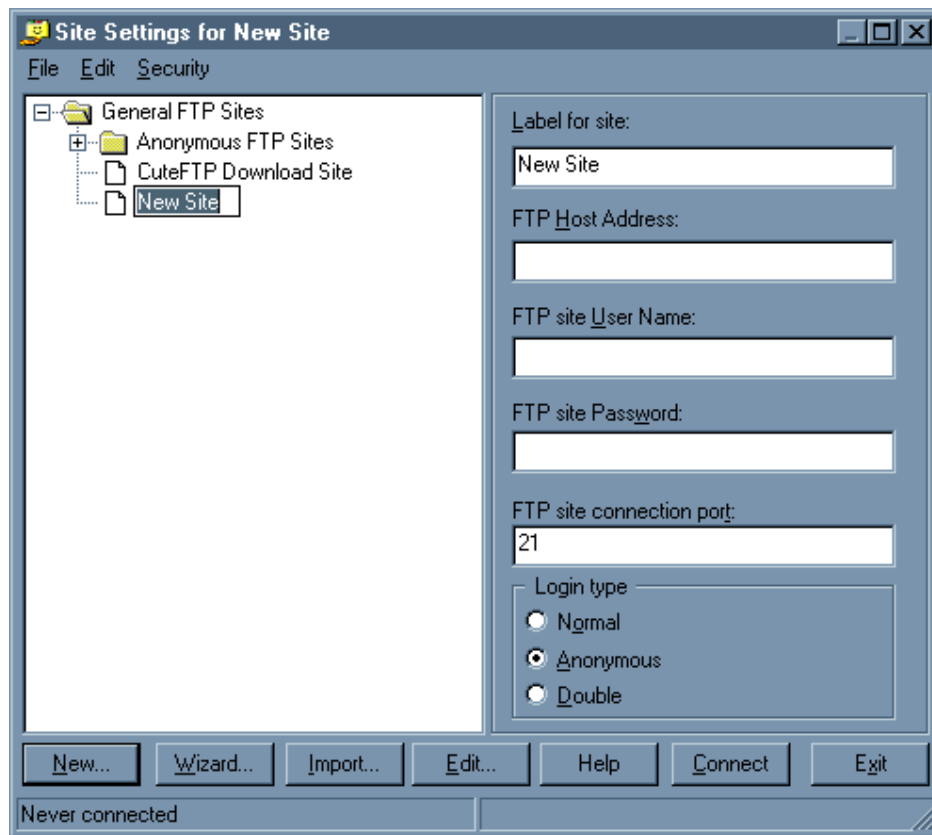 Site Settings for New Site
File Edit Security
General FTP Sites
Anonymous FTP Sites
CuteFTP Download Site
New Site
Label for site:
New Site
FTP Host Address:
FTP site User Name:
FTP site Password:
FTP site connection port:
21
Login type
Normal
Anonymous
Double
New... Wizard... Import... Edit... Help Connect Exit
Never connected